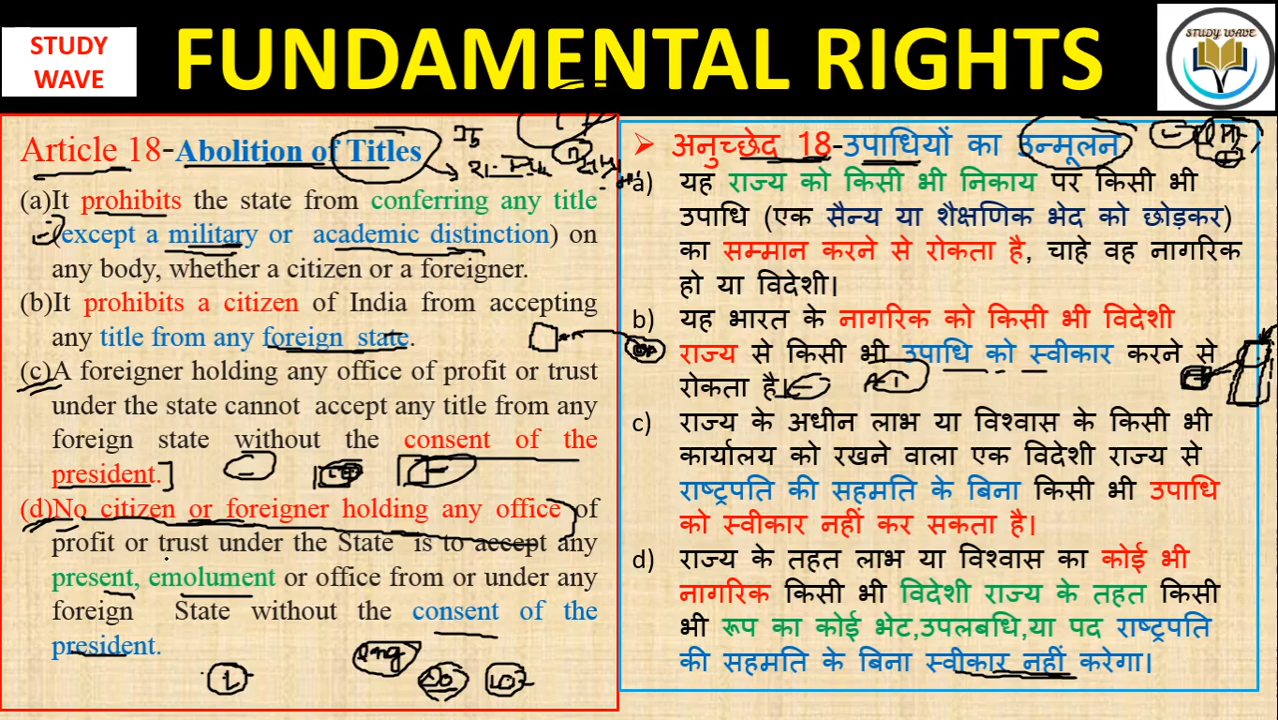 STUDY
WAVE
FUNDAMENTAL RIGHTS
STUDY WAVE
Article 18-Abolition of Titles
(a)It prohibits the state from conferring any title
except a military or academic distinction) on
any body, whether a citizen or a foreigner.
(b)It prohibits a citizen of India from accepting
any title from any foreign state.
(c)A foreigner holding any office of profit or trust
under the state cannot accept any title from any
foreign state without the consent of the
president.
(d)No citizen or foreigner holding any office of
profit or trust under the State is to accept any
present, emolument or office from or under any
foreign State without the consent of the
president.
अनुच्छेद 18-उपाधियों का उन्मूलन
a) यह राज्य को किसी भी निकाय पर किसी भी
उपाधि (एक सैन्य या शैक्षणिक भेद को छोड़कर)
का सम्मान करने से रोकता है, चाहे वह नागरिक
हो या विदेशी।
b) यह भारत के नागरिक को किसी भी विदेशी
राज्य से किसी भी उपाधि को स्वीकार करने से
रोकता है।
c) राज्य के अधीन लाभ या विश्वास के किसी भी
कार्यालय को रखने वाला एक विदेशी राज्य से
राष्ट्रपति की सहमति के बिना किसी भी उपाधि
को स्वीकार नहीं कर सकता है।
d) राज्य के तहत लाभ या विश्वास का कोई भी
नागरिक किसी भी विदेशी राज्य के तहत किसी
भी रूप का कोई भेट,उपलबधि,या पद राष्ट्रपति
की सहमति के बिना स्वीकार नहीं करेगा।